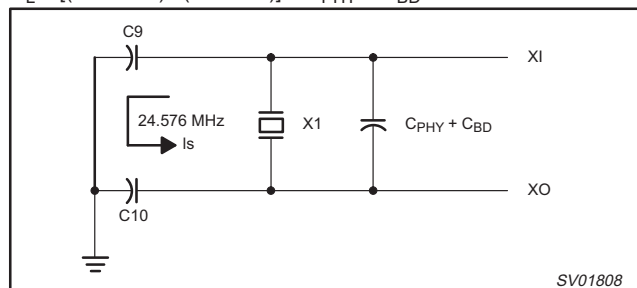 C9
XI
24.576 MHz
Is
X1
CPHY + CBD
XO
C10
SV01808